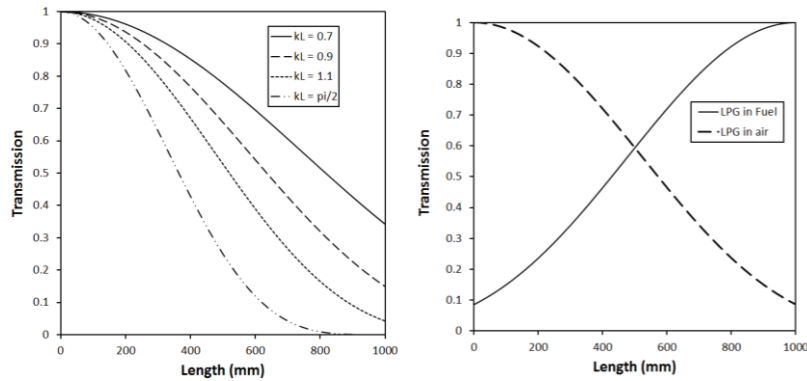 1
0.9
0.8
0.7
0.6
0.5
0.4
0.3
0.2
0.1
0
Transmission
kL = 0.7
kL = 0.9
kL = 1.1
kL = pi/2
0 200 400 600 800 1000
Length (mm)
1
0.9
0.8
0.7
0.6
0.5
0.4
0.3
0.2
0.1
0
Transmission
LPG in Fuel
LPG in air
0 200 400 600 800 1000
Length (mm)